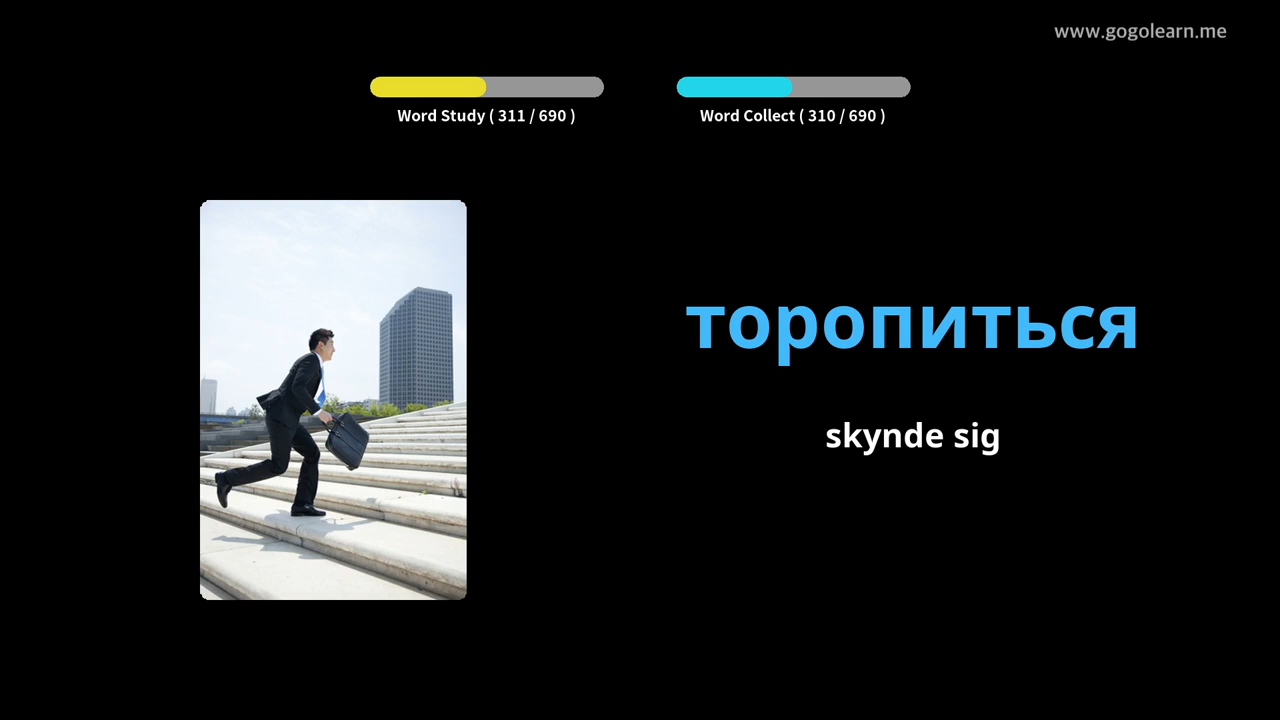 www.gogolearn.me
Word Study ( 311 / 690 )
Word Collect ( 310 / 690 )
торопиться
skynde sig